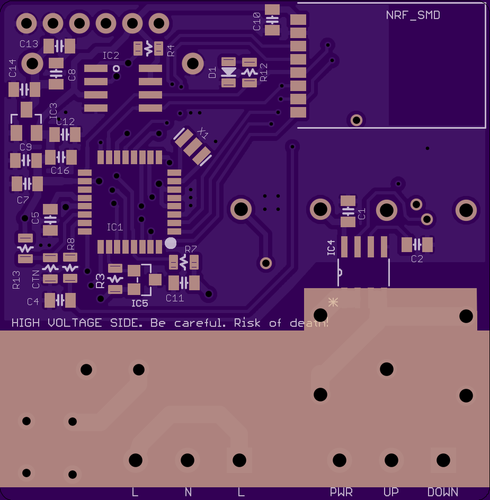 C10
NRF_SMD
C13
IC2
R4
C14
C8
D1
R12
IC3
C12
X1
C9
C16
C7
C5
IC1
C1
R8
R7
IC4
C2
R13
CTN
R3
C11
C4
IC5
HIGH VOLTAGE SIDE. Be careful. Risk of death!
L N L PWR UP DOWN